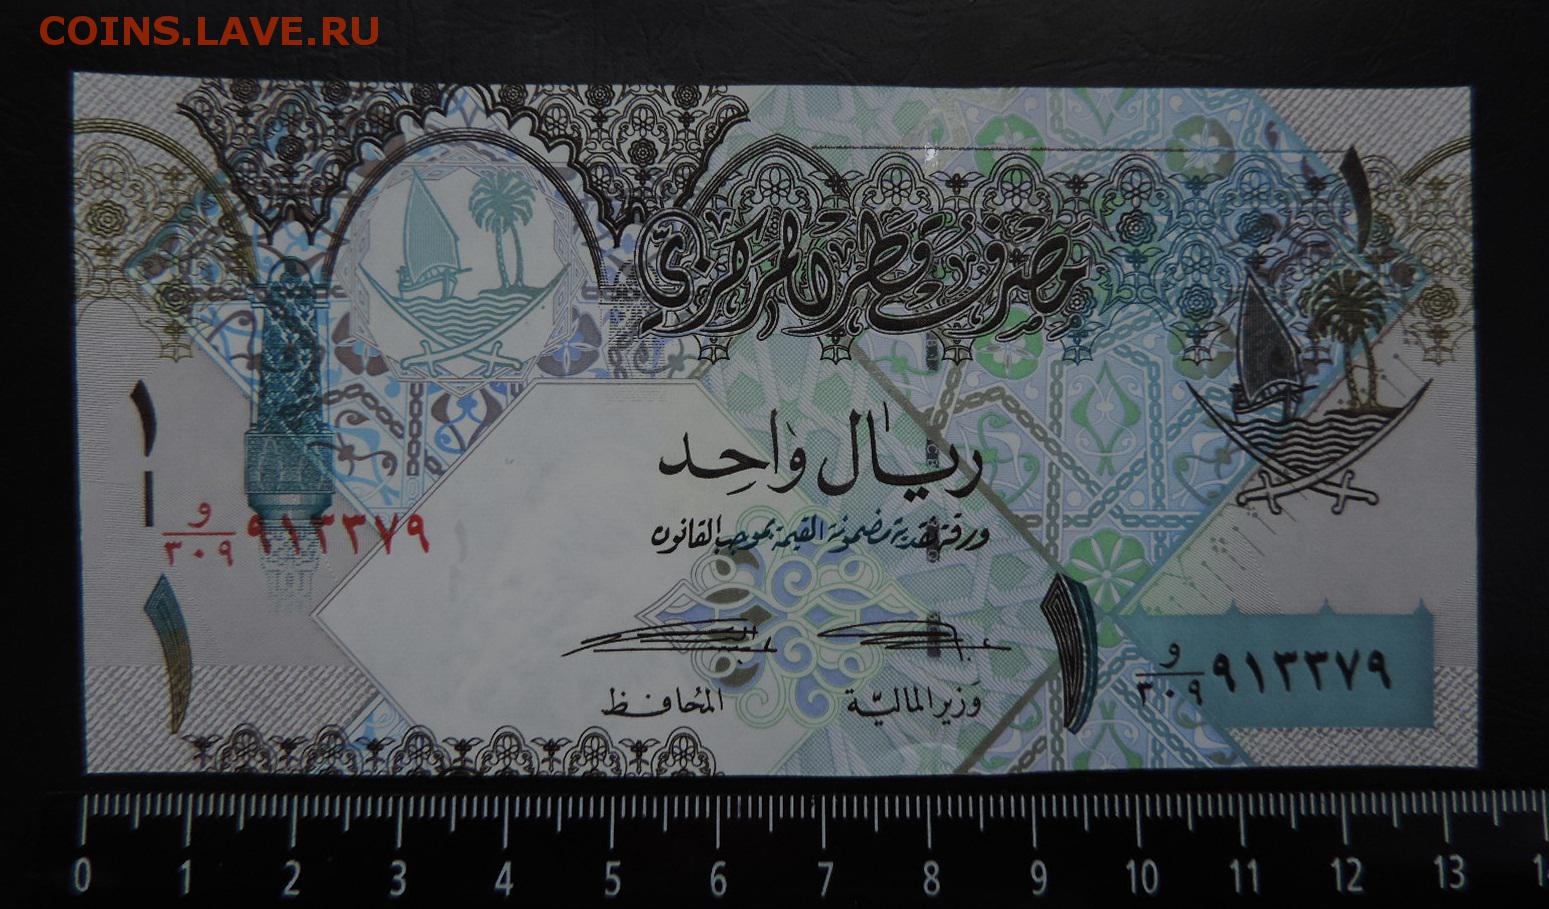 COINS.LAVE.RU
مصرف قطر المركزي
١
ريال واحد
ورقة نقدية مضمونة القيمة بموجب القانون
١
و
٣٠٩ ٩١٣٣٧٩
١
١
و
٣٠٩ ٩١٣٣٧٩
وزير المالية
المحافظ
0 1 2 3 4 5 6 7 8 9 10 11 12 13